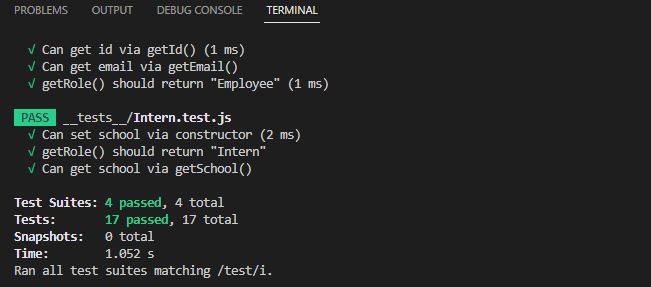 PROBLEMS OUTPUT DEBUG CONSOLE TERMINAL
√ Can get id via getId() (1 ms)
√ Can get email via getEmail()
√ getRole() should return "Employee" (1 ms)
PASS __tests__/Intern.test.js
√ Can set school via constructor (2 ms)
√ getRole() should return "Intern"
√ Can get school via getSchool()
Test Suites: 4 passed, 4 total
Tests: 17 passed, 17 total
Snapshots: 0 total
Time: 1.052 s
Ran all test suites matching /test/i.